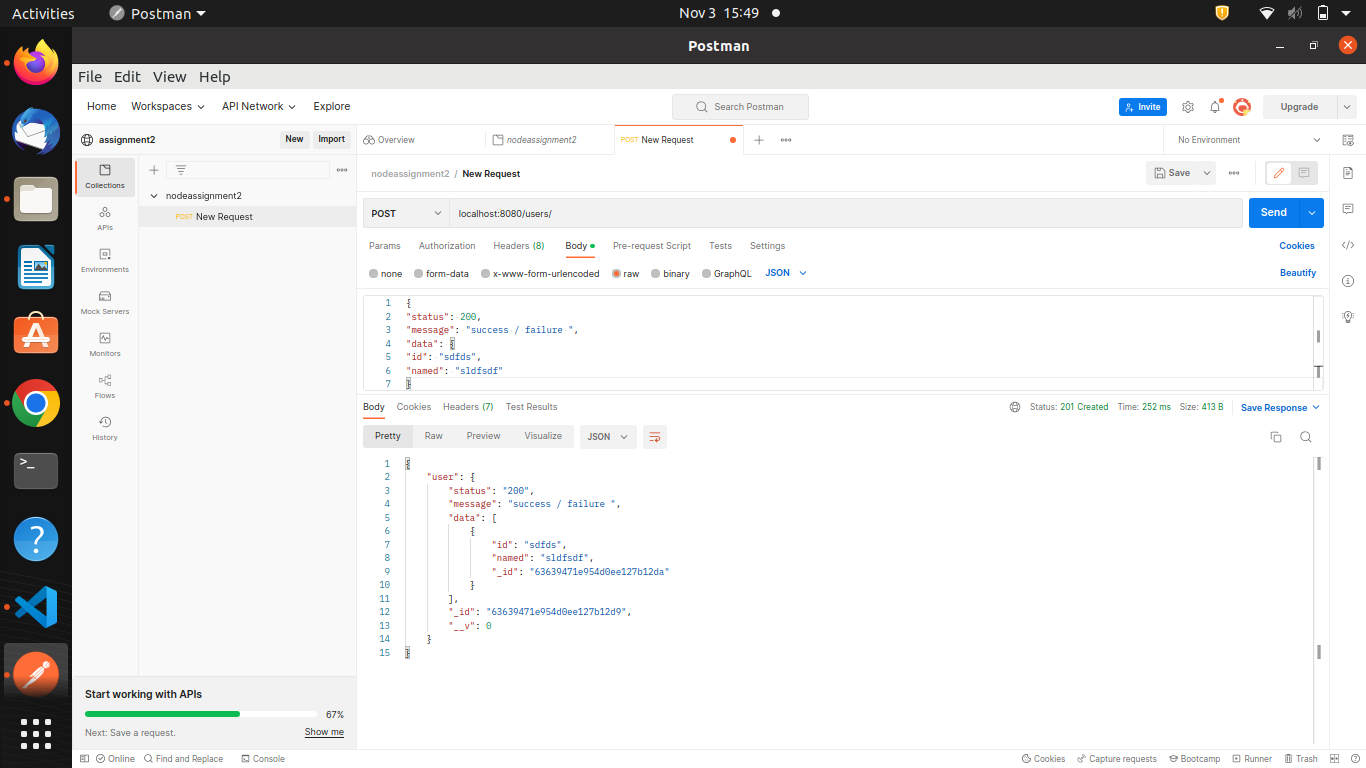 Activities Postman Nov 3 15:49
Postman
File Edit View Help
Home Workspaces API Network Explore Search Postman Invite Upgrade
assignment2 New Import Overview nodeassignment2 POST New Request No Environment
Collections
APIs
Environments
Mock Servers
Monitors
Flows
History
nodeassignment2
POST New Request
nodeassignment2 / New Request Save
POST localhost:8080/users/ Send
Params Authorization Headers (8) Body Pre-request Script Tests Settings Cookies
none form-data x-www-form-urlencoded raw binary GraphQL JSON Beautify
1 {
2 "status": 200,
3 "message": "success / failure ",
4 "data": {
5 "id": "sdfds",
6 "named": "sldfsdf"
7 }
Body Cookies Headers (7) Test Results Status: 201 Created Time: 252 ms Size: 413 B Save Response
Pretty Raw Preview Visualize JSON
1 {
2 "user": {
3 "status": "200",
4 "message": "success / failure ",
5 "data": [
6 {
7 "id": "sdfds",
8 "named": "sldfsdf",
9 "_id": "63639471e954d0ee127b12da"
10 }
11 ],
12 "_id": "63639471e954d0ee127b12d9",
13 "__v": 0
14 }
15 }
Start working with APIs
67%
Next: Save a request. Show me
Online Find and Replace Console Cookies Capture requests Bootcamp Runner Trash